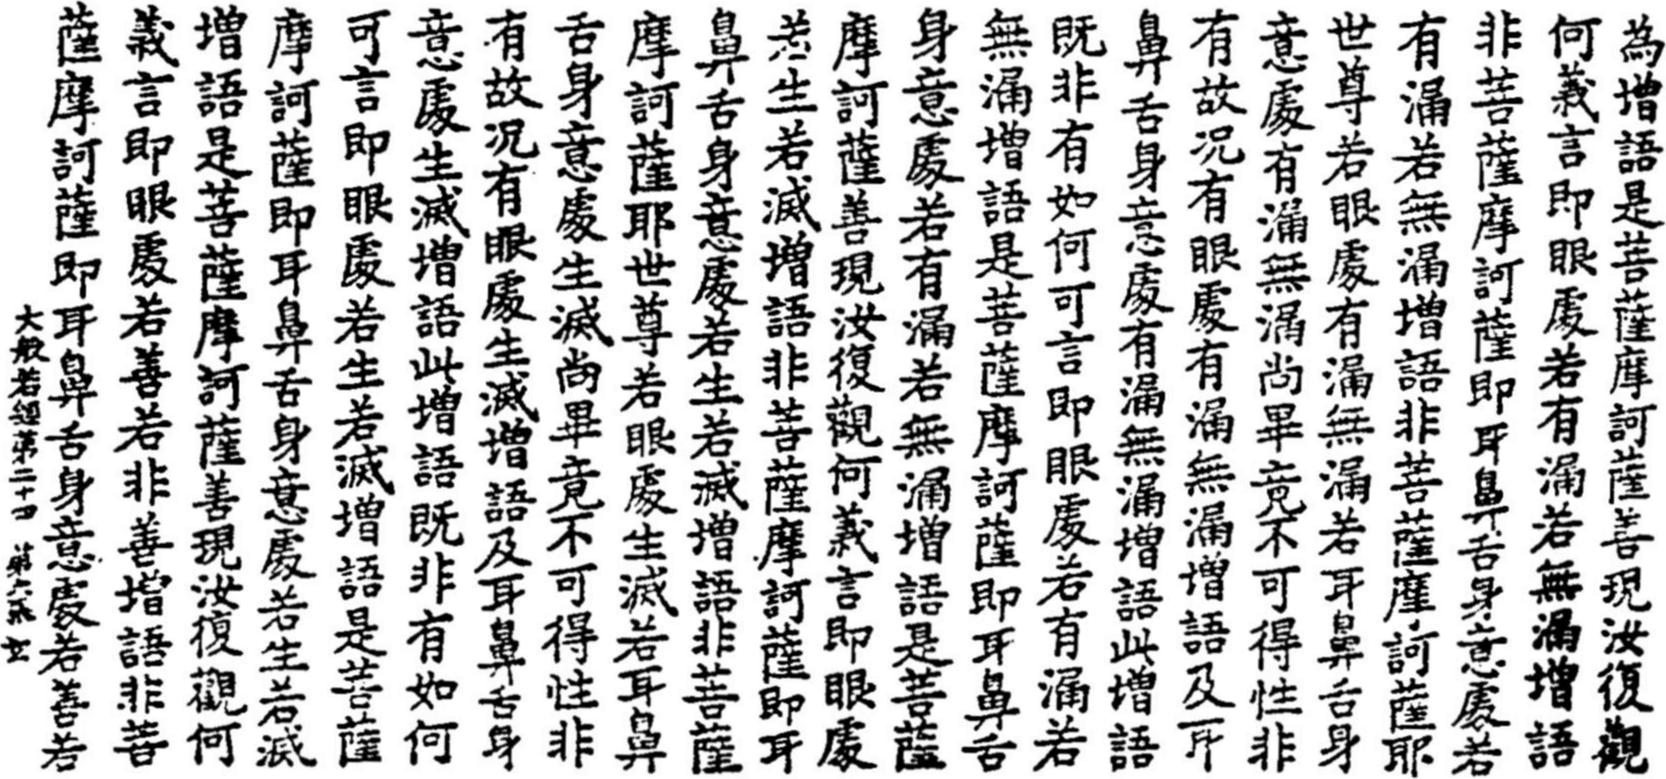 為增語是菩薩摩訶薩善現汝復觀
何義言即眼處若有漏若無漏增語
非菩薩摩訶薩即耳鼻舌身意處若
有漏若無漏增語非菩薩摩訶薩耶
世尊若眼處有漏無漏若耳鼻舌身
意處有漏無漏尚畢竟不可得性非
有故况有眼處有漏無漏增語及耳
鼻舌身意處有漏無漏增語此增語
既非有如何可言即眼處若有漏若
無漏增語是菩薩摩訶薩即耳鼻舌
身意處若有漏若無漏增語是菩薩
摩訶薩善現汝復觀何義言即眼處
若生若滅增語非菩薩摩訶薩即耳
鼻舌身意處若生若滅增語非菩薩
摩訶薩耶世尊若眼處生滅若耳鼻
舌身意處生滅尚畢竟不可得性非
有故况有眼處生滅增語及耳鼻舌身
意處生滅增語此增語既非有如何
可言即眼處若生若滅增語是菩薩
摩訶薩即耳鼻舌身意處若生若滅
增語是菩薩摩訶薩善現汝復觀何
義言即眼處若善若非善增語非菩
薩摩訶薩即耳鼻舌身意處若善若
大般若經第二十四 第六張